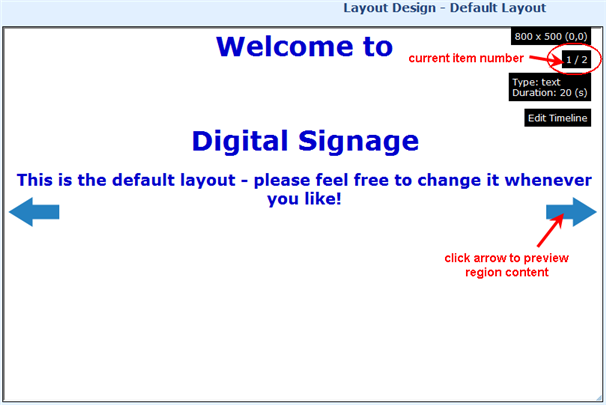 Layout Design - Default Layout
800 x 500 (0,0)
Welcome to
current item number
1 / 2
Type: text
Duration: 20 (s)
Edit Timeline
Digital Signage
This is the default layout - please feel free to change it whenever
you like!
click arrow to preview
region content